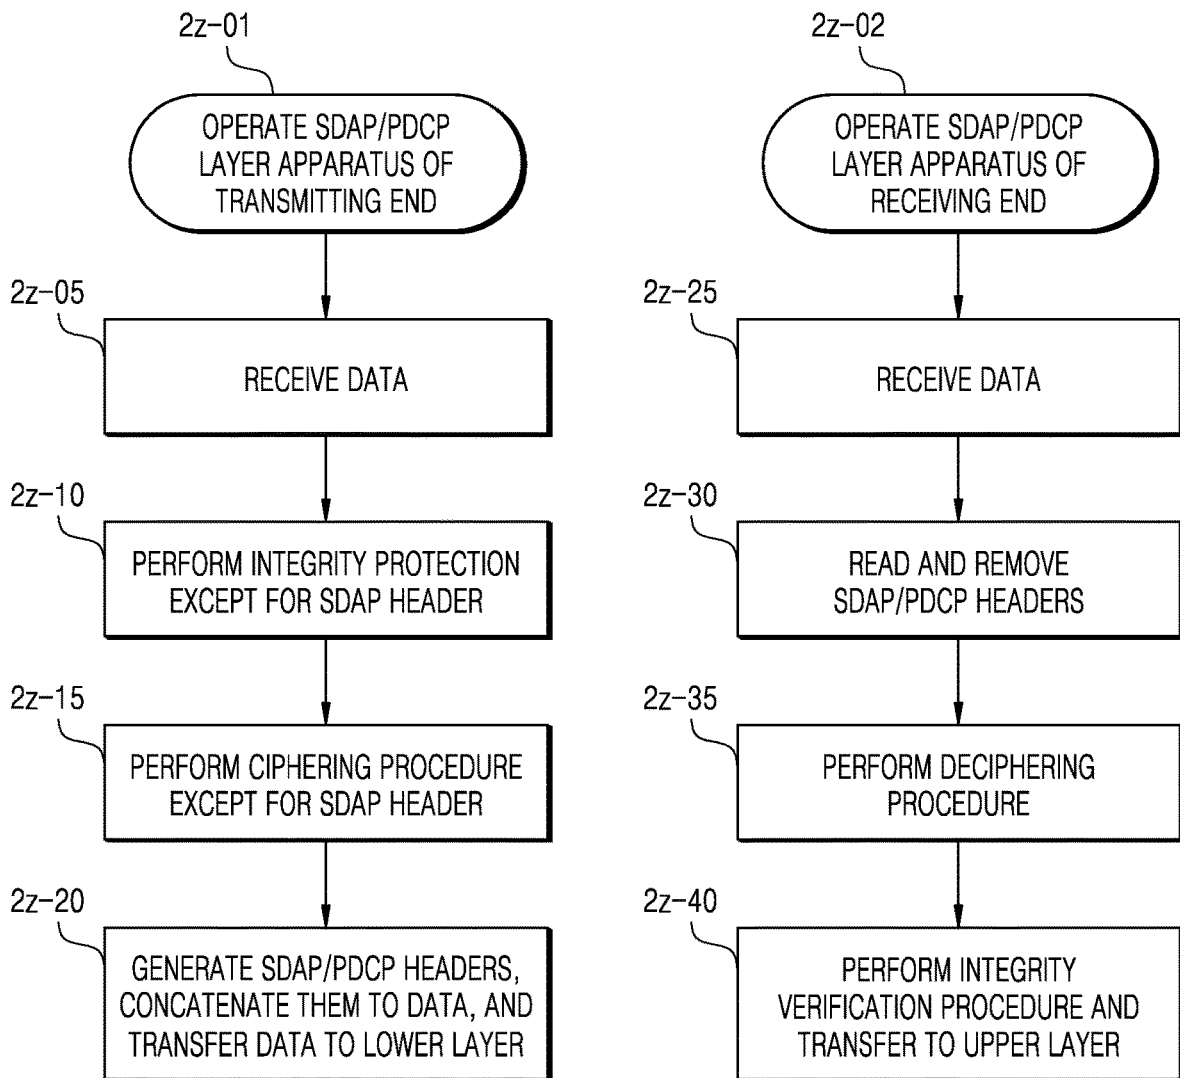 2z-01
OPERATE SDAP/PDCP
LAYER APPARATUS OF
TRANSMITTING END
2z-05
RECEIVE DATA
2z-10
PERFORM INTEGRITY PROTECTION
EXCEPT FOR SDAP HEADER
2z-15
PERFORM CIPHERING PROCEDURE
EXCEPT FOR SDAP HEADER
2z-20
GENERATE SDAP/PDCP HEADERS,
CONCATENATE THEM TO DATA, AND
TRANSFER DATA TO LOWER LAYER
2z-02
OPERATE SDAP/PDCP
LAYER APPARATUS OF
RECEIVING END
2z-25
RECEIVE DATA
2z-30
READ AND REMOVE
SDAP/PDCP HEADERS
2z-35
PERFORM DECIPHERING
PROCEDURE
2z-40
PERFORM INTEGRITY
VERIFICATION PROCEDURE AND
TRANSFER TO UPPER LAYER